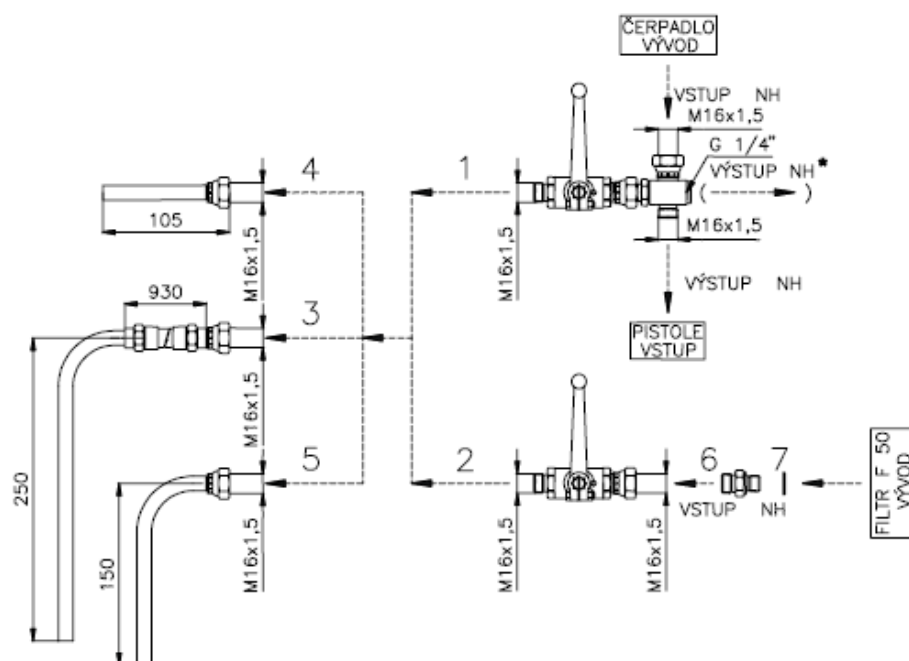 ČERPADLO
VÝVOD
VSTUP NH
M16x1,5
G 1/4"
VÝSTUP NH*
( )
M16x1,5
VÝSTUP NH
PISTOLE
VSTUP
4
1
105
M16x1,5
M16x1,5
930
3
M16x1,5
250
5
2
6
7
VSTUP NH
FILTR F 50
VÝVOD
150
M16x1,5
M16x1,5
M16x1,5